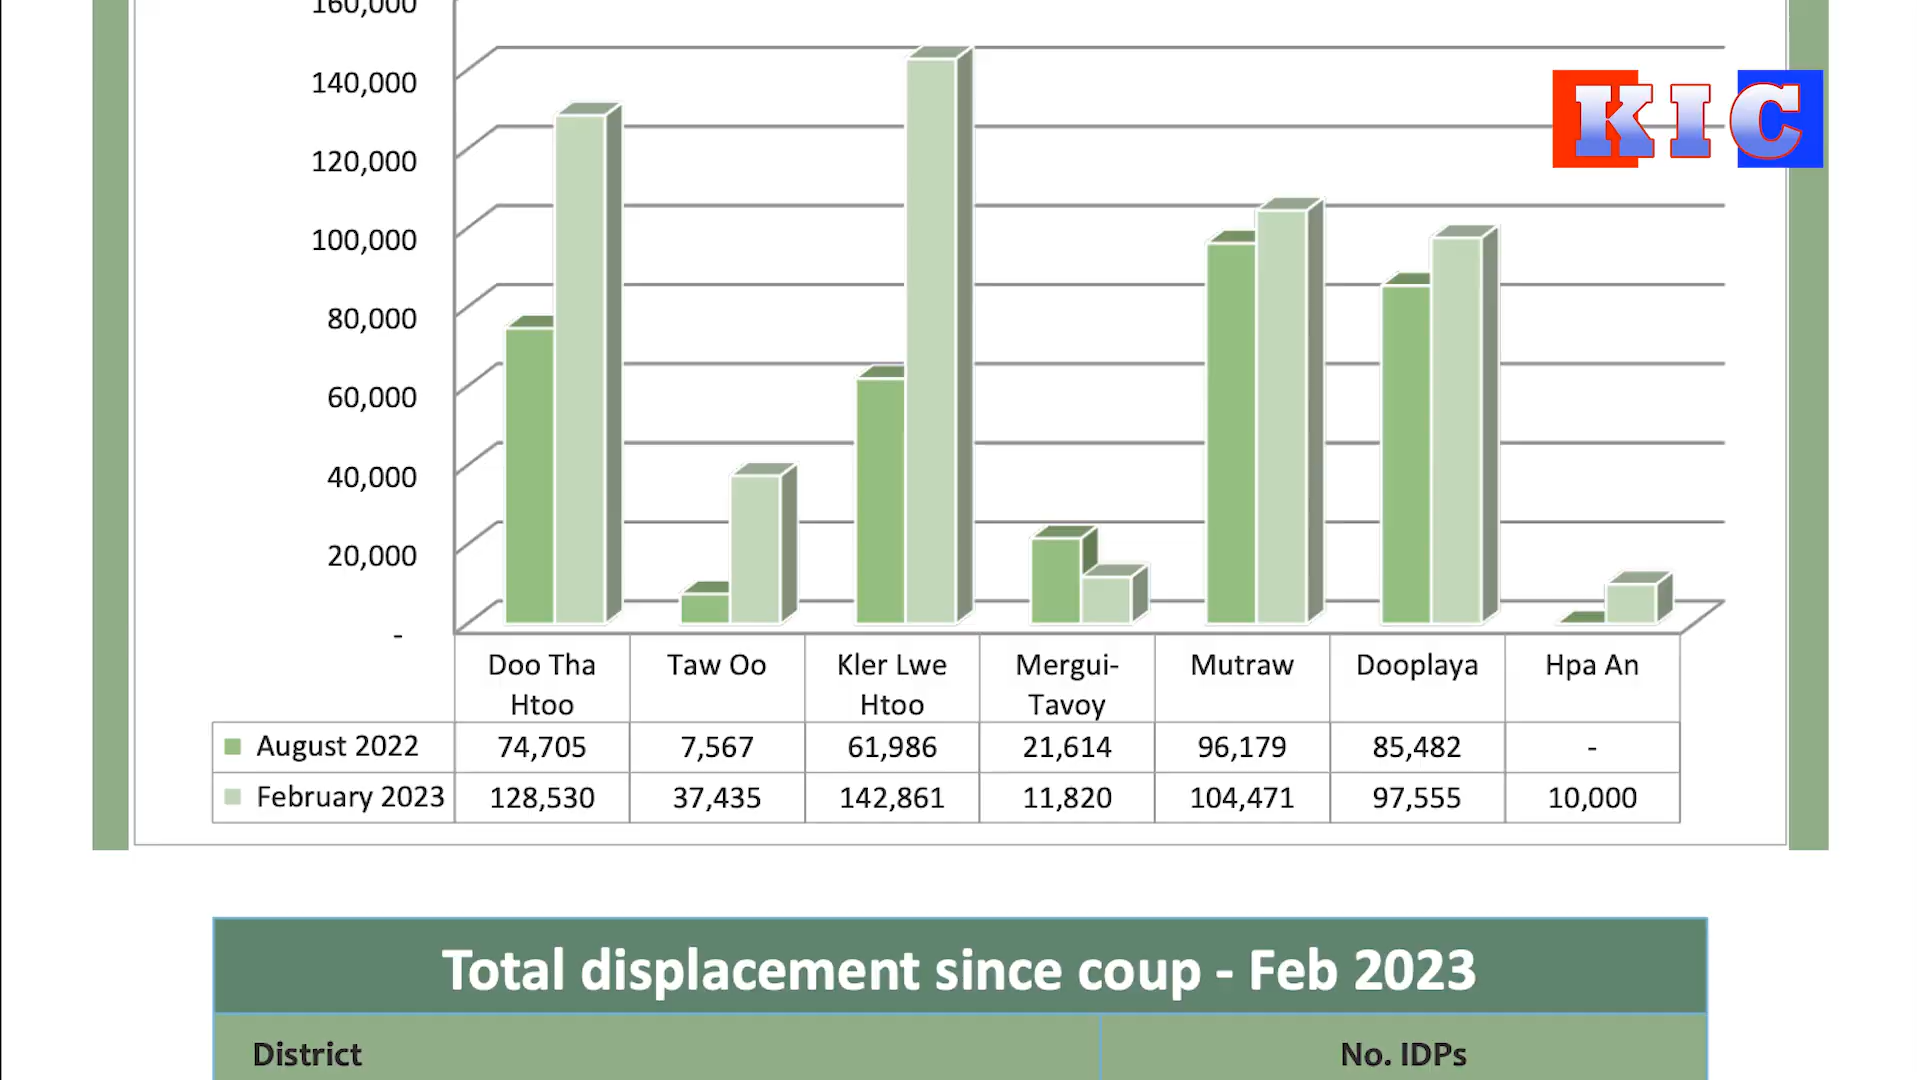 160,000
140,000
120,000
100,000
80,000
60,000
40,000
20,000
-
KIC
Doo Tha Htoo
Taw Oo
Kler Lwe Htoo
Mergui-Tavoy
Mutraw
Dooplaya
Hpa An
August 2022 74,705 7,567 61,986 21,614 96,179 85,482 -
February 2023 128,530 37,435 142,861 11,820 104,471 97,555 10,000
Total displacement since coup - Feb 2023
District No. IDPs